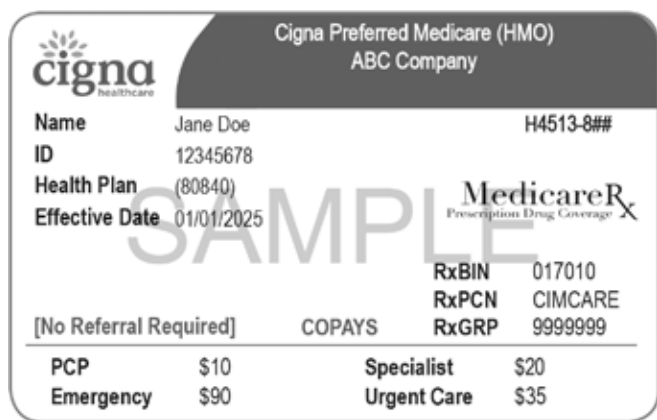 cigna
healthcare
Cigna Preferred Medicare (HMO)
ABC Company
Name Jane Doe H4513-8##
ID 12345678
Health Plan (80840)
Effective Date 01/01/2025
SAMPLE
MedicareRx
Prescription Drug Coverage
RxBIN 017010
RxPCN CIMCARE
[No Referral Required] COPAYS RxGRP 9999999
PCP $10 Specialist $20
Emergency $90 Urgent Care $35